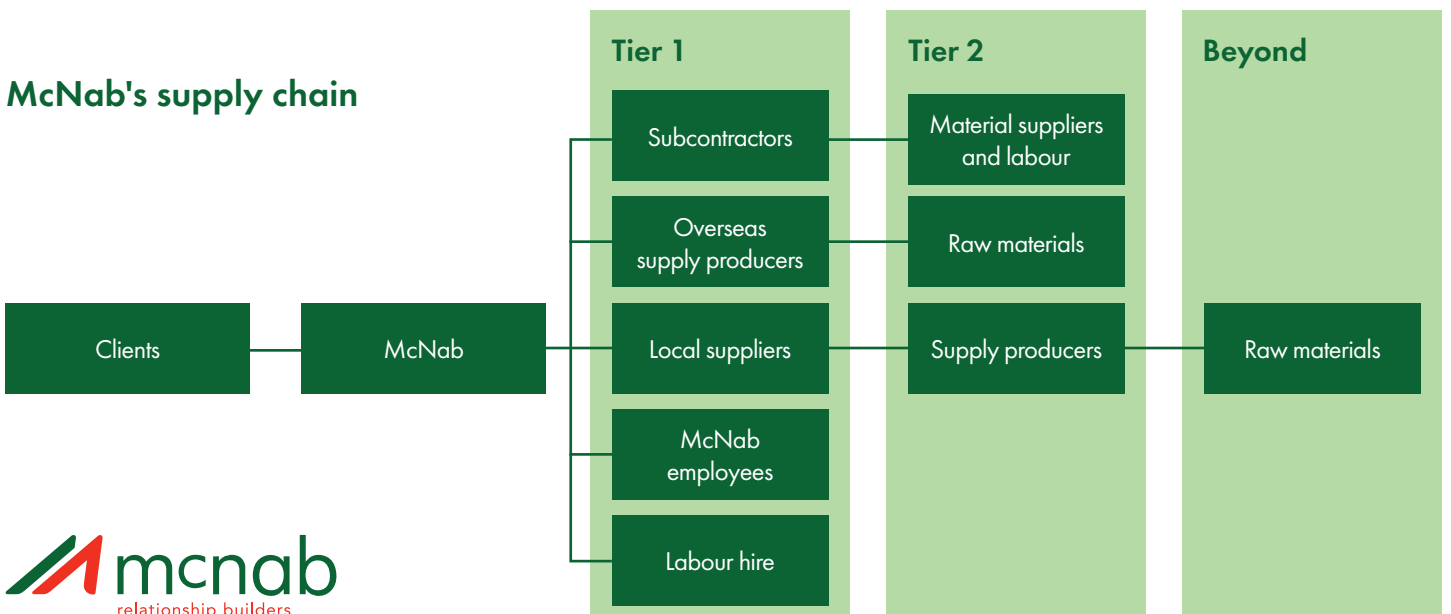 McNab's supply chain
Tier 1
Tier 2
Beyond
Subcontractors
Material suppliers
and labour
Overseas
supply producers
Raw materials
Clients
McNab
Local suppliers
Supply producers
Raw materials
McNab
employees
Labour hire
mcnab
relationship builders